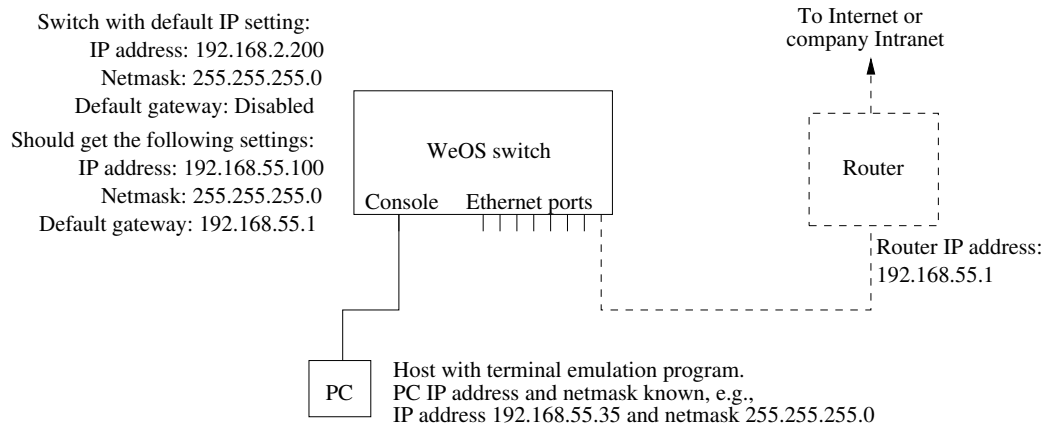 Switch with default IP setting:
IP address: 192.168.2.200
Netmask: 255.255.255.0
Default gateway: Disabled
Should get the following settings:
IP address: 192.168.55.100
Netmask: 255.255.255.0
Default gateway: 192.168.55.1
WeOS switch
Console
Ethernet ports
To Internet or
company Intranet
Router
Router IP address:
192.168.55.1
PC
Host with terminal emulation program.
PC IP address and netmask known, e.g.,
IP address 192.168.55.35 and netmask 255.255.255.0